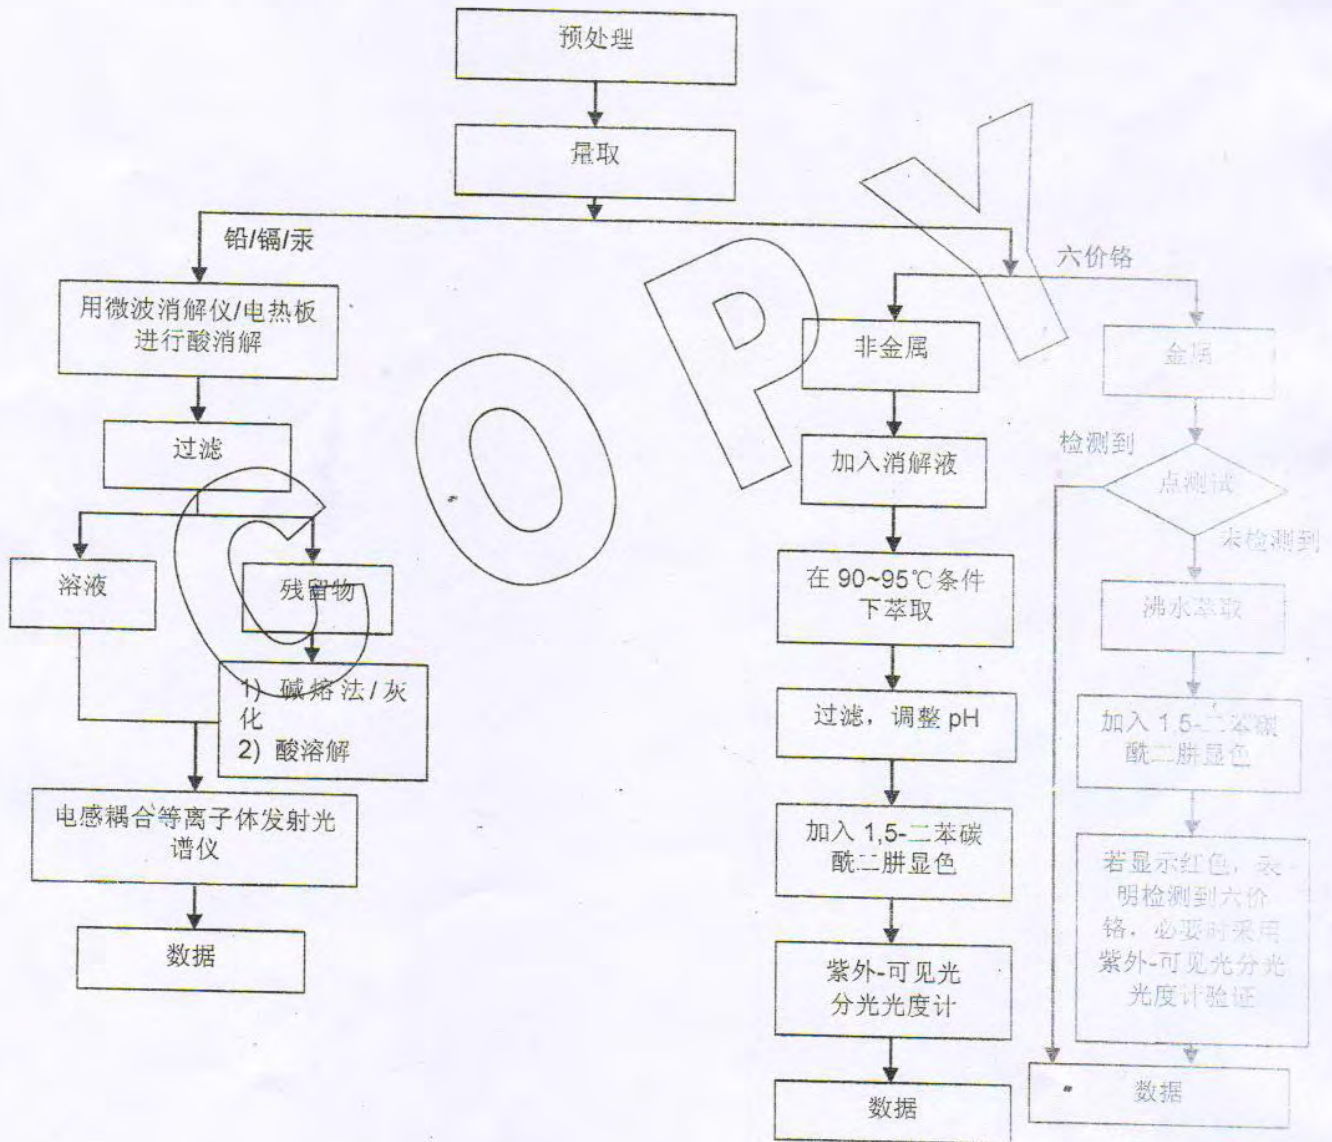 预处理
量取
铅/镉/汞
六价铬
用微波消解仪/电热板
进行酸消解
过滤
溶液
残留物
1) 碱熔法/灰
化
2) 酸溶解
电感耦合等离子体发射光
谱仪
数据
非金属
加入消解液
在 90~95℃条件
下萃取
过滤，调整 pH
加入 1,5-二苯碳
酰二肼显色
紫外-可见光
分光光度计
数据
金属
检测到
点测试
未检测到
沸水萃取
加入 1,5-二苯碳
酰二肼显色
若显示红色，表
明检测到六价
铬，必要时采用
紫外-可见光分光
光度计验证
数据
COPY